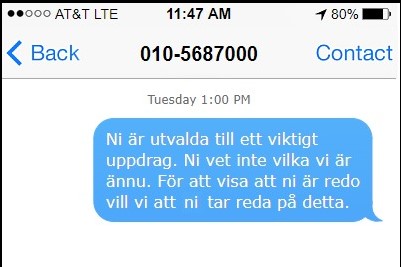 AT&T LTE 11:47 AM 80%
Back 010-5687000 Contact
Tuesday 1:00 PM
Ni är utvalda till ett viktigt
uppdrag. Ni vet inte vilka vi är
ännu. För att visa att ni är redo
vill vi att ni tar reda på detta.